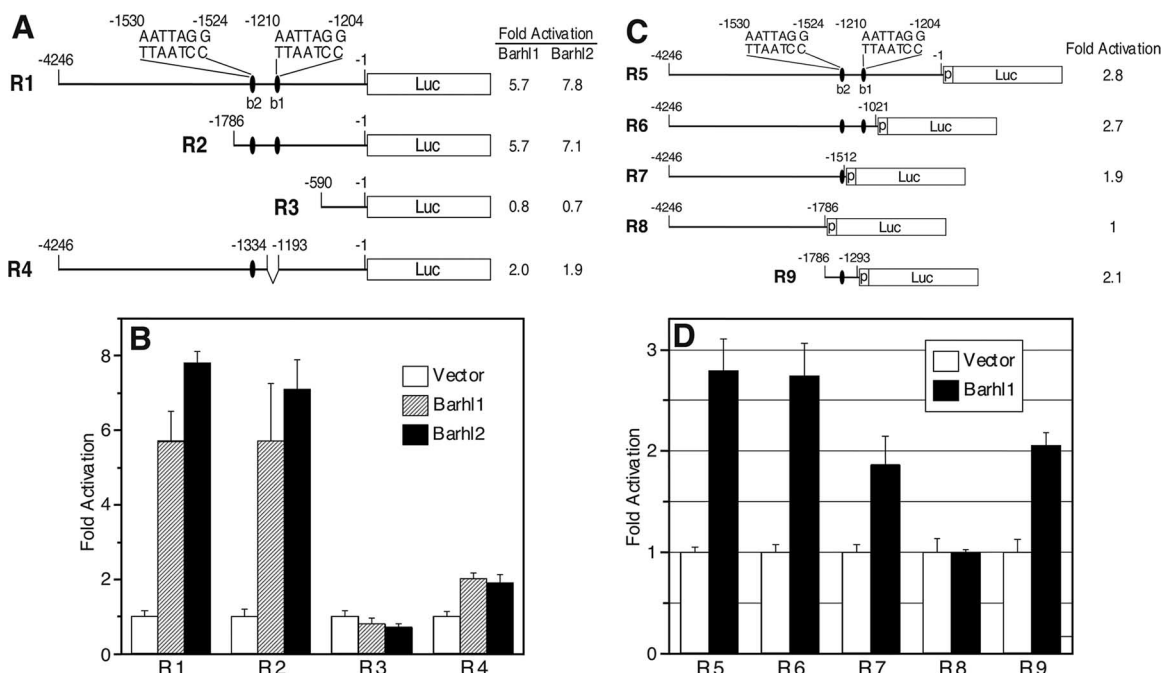 A
-1530 -1524 -1210 -1204
AATTAG G AATTAG G
TTAATC C TTAATC C
Fold Activation
Barhl1 Barhl2
-4246 -1
R1 b2 b1 Luc 5.7 7.8
-1786 -1
R2 Luc 5.7 7.1
-590 -1
R3 Luc 0.8 0.7
-4246 -1334 -1193 -1
R4 Luc 2.0 1.9
B
Fold Activation
8
6
4
2
0
Vector
Barhl1
Barhl2
R1 R2 R3 R4
C
-1530 -1524 -1210 -1204
AATTAG G AATTAG G
TTAATC C TTAATC C
Fold Activation
-4246 -1
R5 b2 b1 p Luc 2.8
-4246 -1021
R6 p Luc 2.7
-4246 -1512
R7 p Luc 1.9
-4246 -1786
R8 p Luc 1
-1786 -1293
R9 p Luc 2.1
D
Fold Activation
3
2
1
0
Vector
Barhl1
R5 R6 R7 R8 R9